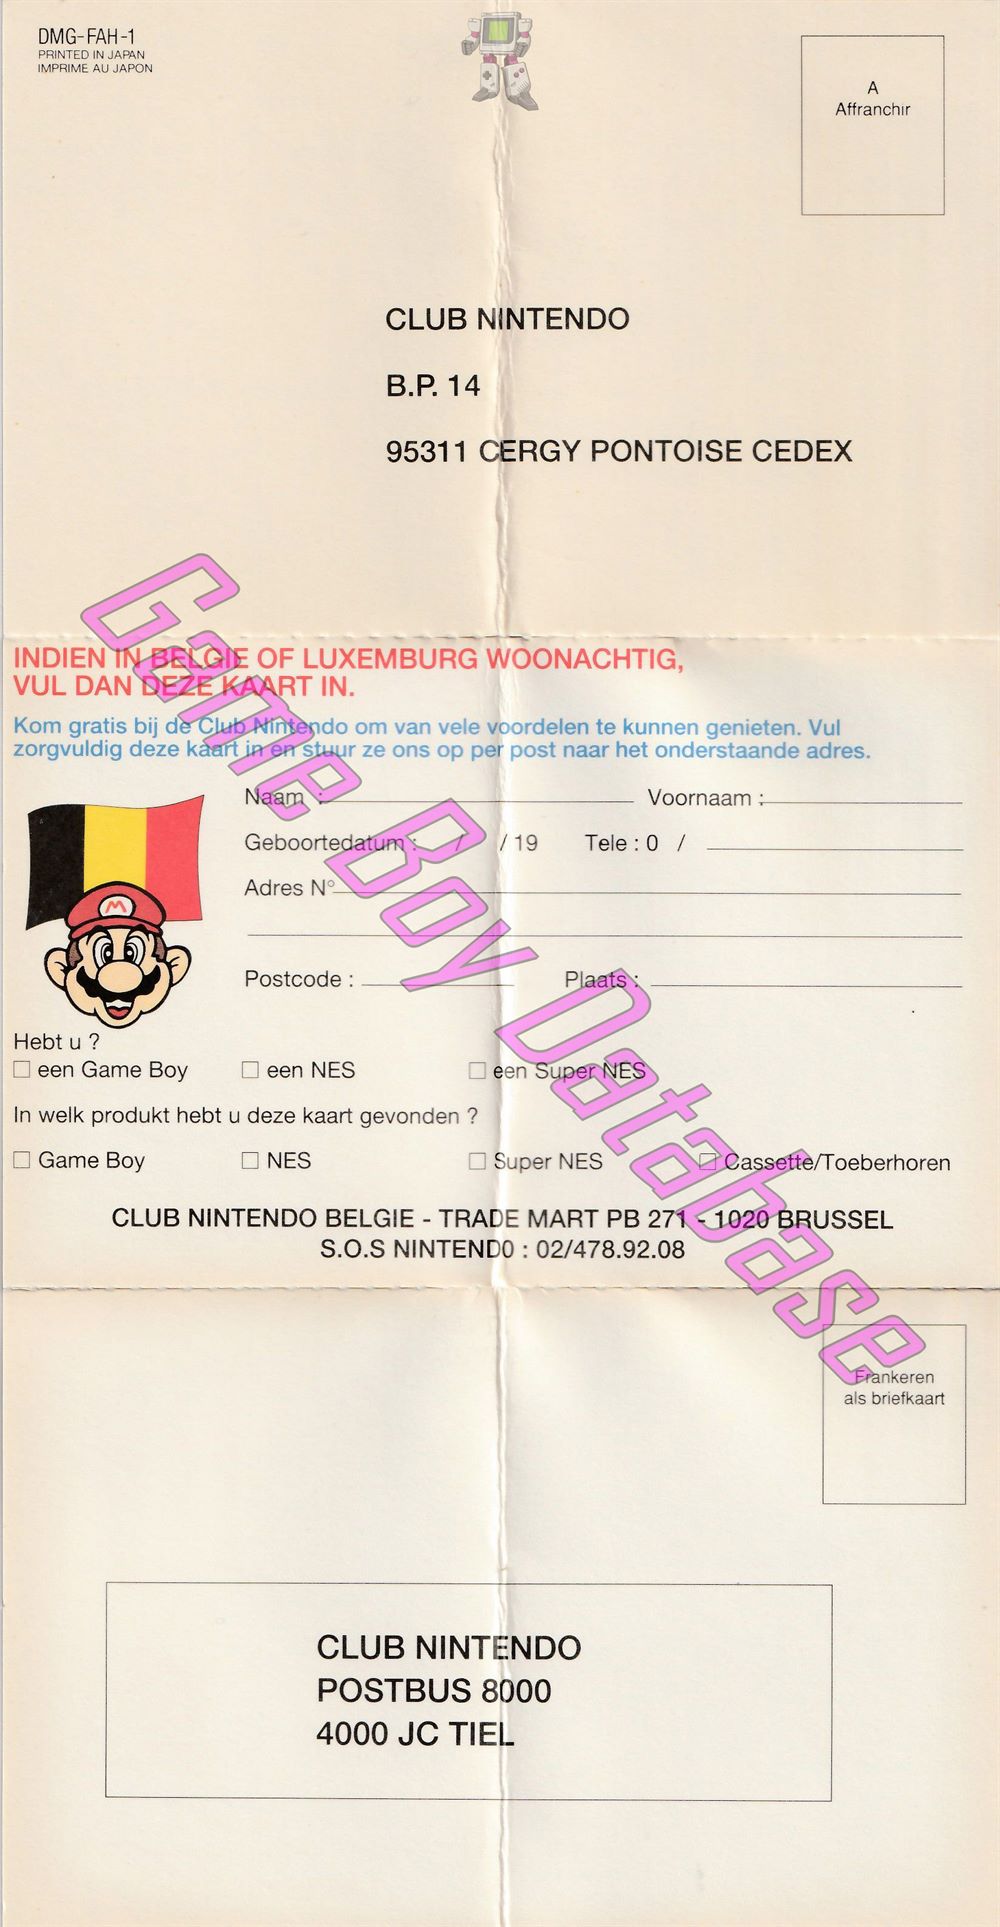 DMG-FAH-1
PRINTED IN JAPAN
IMPRIME AU JAPON
A
Affranchir
CLUB NINTENDO
B.P. 14
95311 CERGY PONTOISE CEDEX
INDIEN IN BELGIE OF LUXEMBURG WOONACHTIG,
VUL DAN DEZE KAART IN.
Kom gratis bij de Club Nintendo om van vele voordelen te kunnen genieten. Vul
zorgvuldig deze kaart in en stuur ze ons op per post naar het onderstaande adres.
Naam : Voornaam :
Geboortedatum : / / 19 Tele : 0 /
Adres N°
Postcode : Plaats :
M
Hebt u ?
☐ een Game Boy ☐ een NES ☐ een Super NES
In welk produkt hebt u deze kaart gevonden ?
☐ Game Boy ☐ NES ☐ Super NES ☐ Cassette/Toeberhoren
CLUB NINTENDO BELGIE - TRADE MART PB 271 - 1020 BRUSSEL
S.O.S NINTENDO : 02/478.92.08
Frankeren
als briefkaart
CLUB NINTENDO
POSTBUS 8000
4000 JC TIEL
Game Boy Database